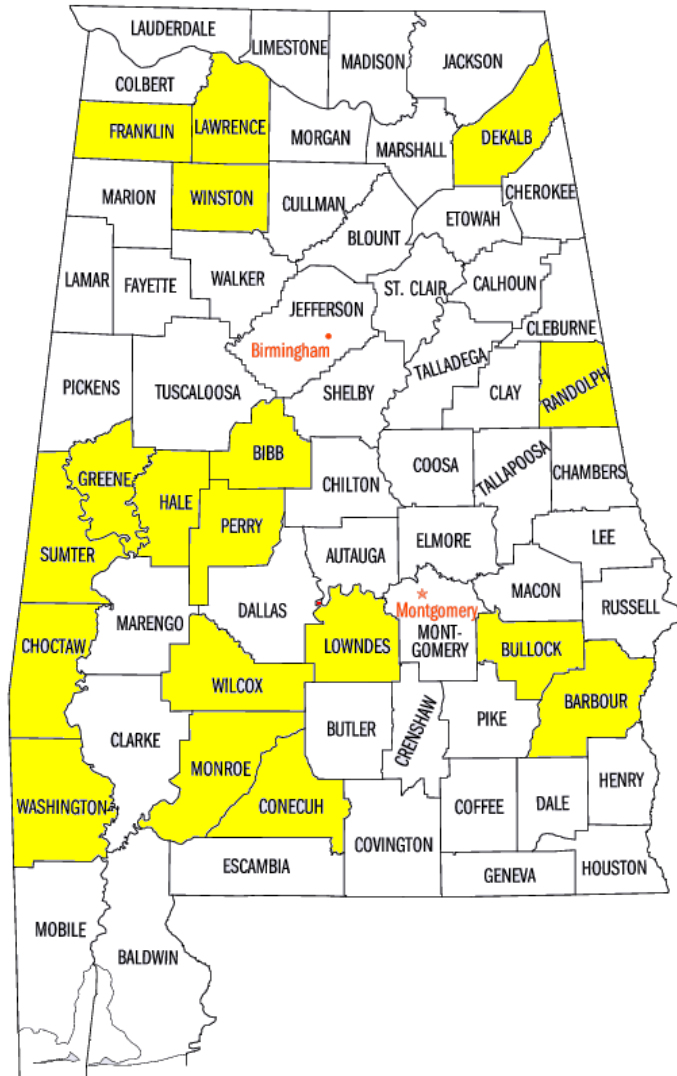 LAUDERDALE
LIMESTONE
MADISON
JACKSON
COLBERT
FRANKLIN
LAWRENCE
MORGAN
MARSHALL
DEKALB
MARION
WINSTON
CULLMAN
CHEROKEE
ETOWAH
BLOUNT
LAMAR
FAYETTE
WALKER
JEFFERSON
ST. CLAIR
CALHOUN
CLEBURNE
Birmingham
TALLADEGA
PICKENS
TUSCALOOSA
SHELBY
CLAY
RANDOLPH
GREENE
BIBB
HALE
CHILTON
COOSA
TALLAPOOSA
CHAMBERS
SUMTER
PERRY
AUTAUGA
ELMORE
LEE
MARENGO
DALLAS
MACON
RUSSELL
Montgomery
MONT-
GOMERY
CHOCTAW
LOWNDES
BULLOCK
WILCOX
BARBOUR
CLARKE
BUTLER
CRENSHAW
PIKE
MONROE
HENRY
WASHINGTON
CONECUH
COFFEE
DALE
COVINGTON
ESCAMBIA
GENEVA
HOUSTON
MOBILE
BALDWIN